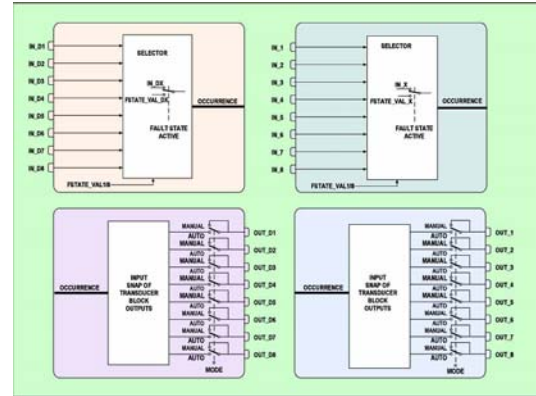 IN_D1
IN_D2
IN_D3
IN_D4
IN_D5
IN_D6
IN_D7
IN_D8
SELECTOR
IN_DX
FSTATE_VAL_DX
FAULT STATE
ACTIVE
OCCURRENCE
FSTATE_VAL1/8
IN_1
IN_2
IN_3
IN_4
IN_5
IN_6
IN_7
IN_8
SELECTOR
IN_X
FSTATE_VAL_X
FAULT STATE
ACTIVE
OCCURRENCE
FSTATE_VAL1/8
OCCURRENCE
INPUT
SNAP OF
TRANSDUCER
BLOCK
OUTPUTS
MANUAL
AUTO
MANUAL
AUTO
MANUAL
AUTO
MANUAL
AUTO
MANUAL
AUTO
MANUAL
AUTO
MANUAL
AUTO
MANUAL
AUTO
OUT_D1
OUT_D2
OUT_D3
OUT_D4
OUT_D5
OUT_D6
OUT_D7
OUT_D8
MODE
OCCURRENCE
INPUT
SNAP OF
TRANSDUCER
BLOCK
OUTPUTS
MANUAL
AUTO
MANUAL
AUTO
MANUAL
AUTO
MANUAL
AUTO
MANUAL
AUTO
MANUAL
AUTO
MANUAL
AUTO
MANUAL
AUTO
OUT_1
OUT_2
OUT_3
OUT_4
OUT_5
OUT_6
OUT_7
OUT_8
MODE